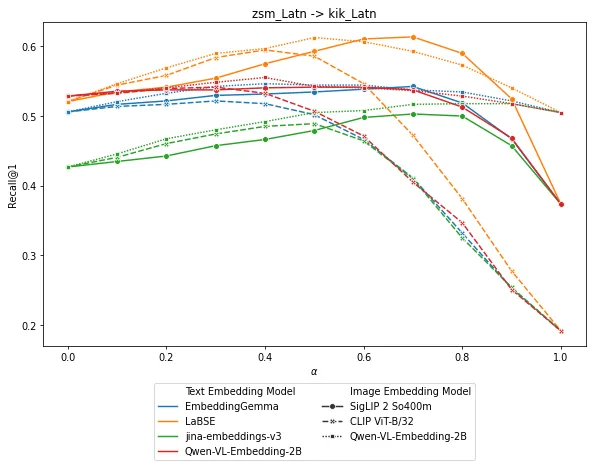 zsm_Latn -> kik_Latn
Recall@1
0.6
0.5
0.4
0.3
0.2
0.0
0.2
0.4
0.6
0.8
1.0
α
Text Embedding Model
EmbeddingGemma
LaBSE
jina-embeddings-v3
Qwen-VL-Embedding-2B
Image Embedding Model
SigLIP 2 So400m
CLIP ViT-B/32
Qwen-VL-Embedding-2B